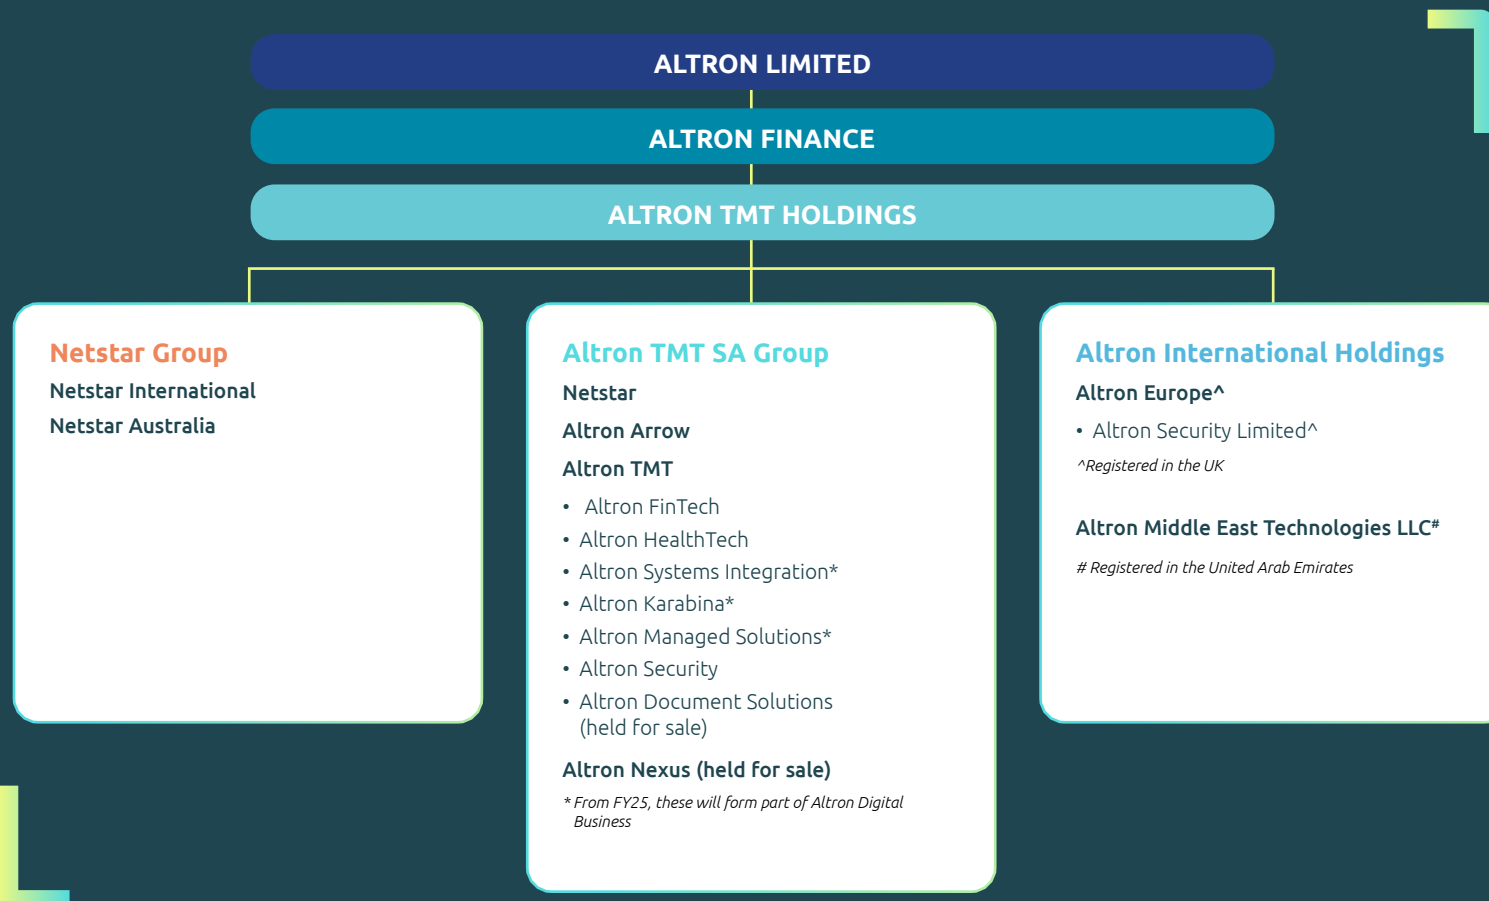 ALTRON LIMITED
ALTRON FINANCE
ALTRON TMT HOLDINGS
Netstar Group
Netstar International
Netstar Australia
Altron TMT SA Group
Netstar
Altron Arrow
Altron TMT
• Altron FinTech
• Altron HealthTech
• Altron Systems Integration*
• Altron Karabina*
• Altron Managed Solutions*
• Altron Security
• Altron Document Solutions
(held for sale)
Altron Nexus (held for sale)
* From FY25, these will form part of Altron Digital
Business
Altron International Holdings
Altron Europe^
• Altron Security Limited^
^Registered in the UK
Altron Middle East Technologies LLC#
# Registered in the United Arab Emirates